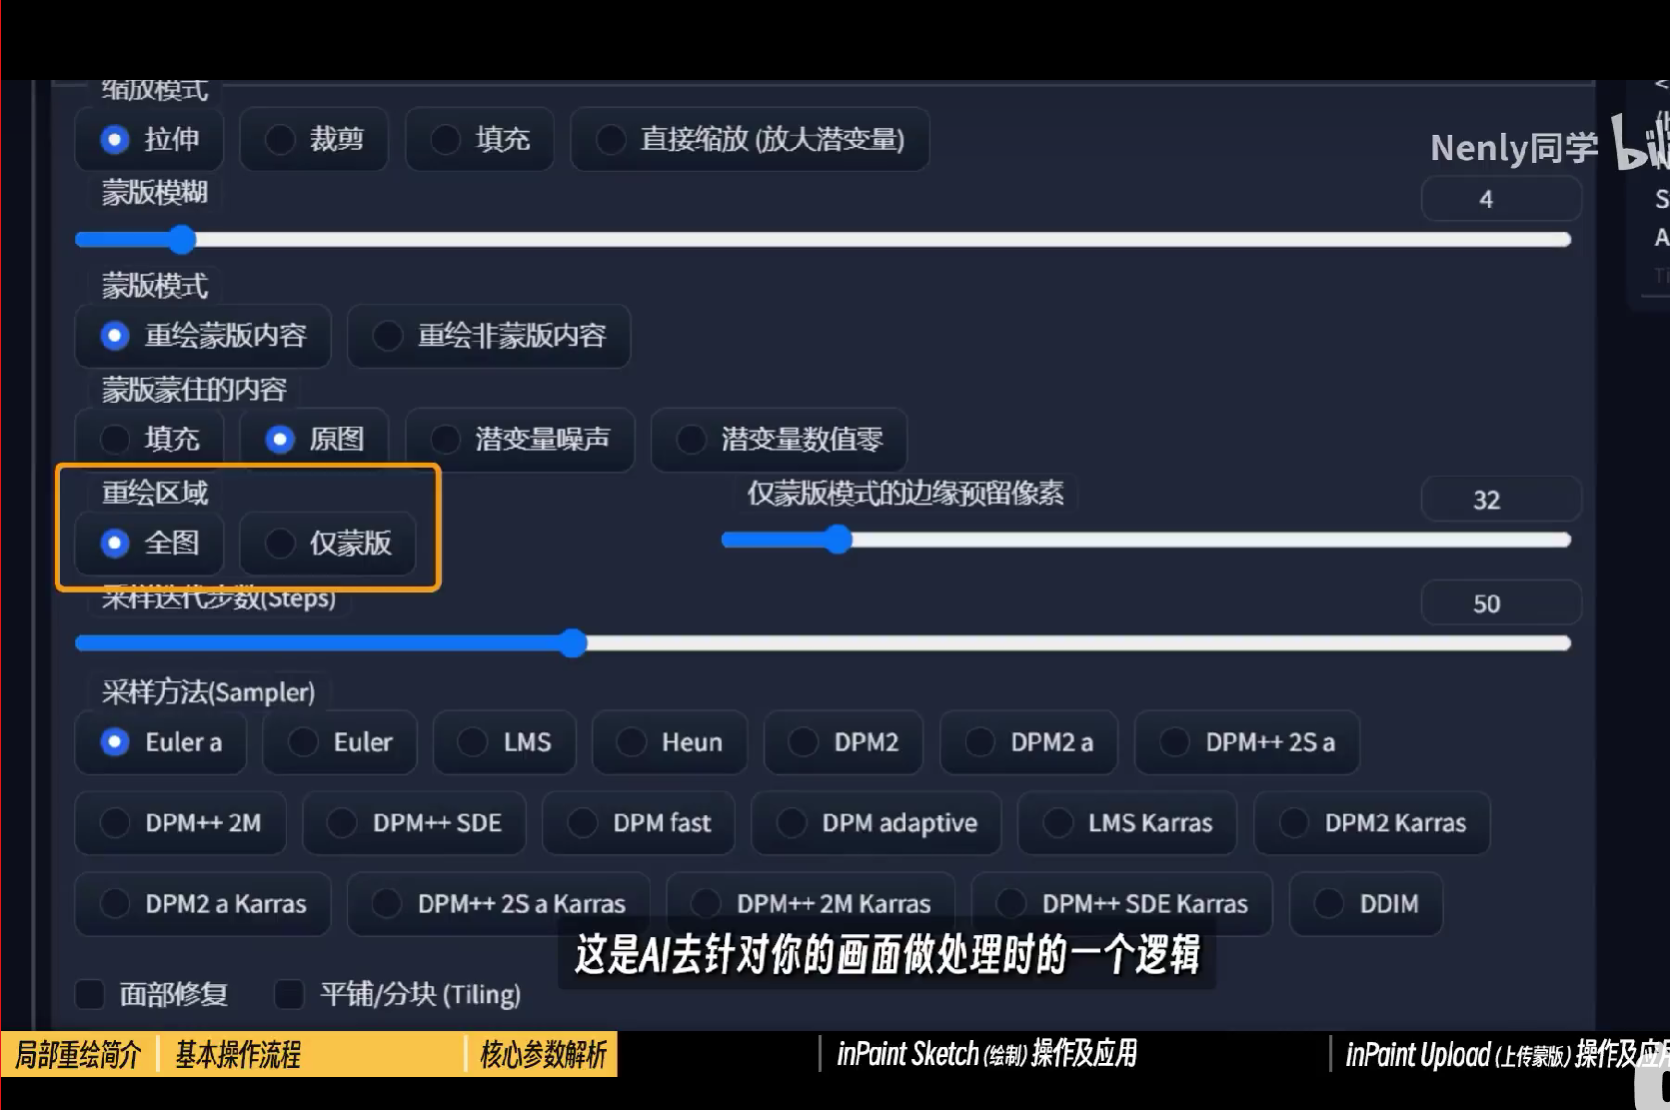 缩放模式
拉伸 裁剪 填充 直接缩放 (放大潜变量)
Nenly同学
蒙版模糊
4
蒙版模式
重绘蒙版内容 重绘非蒙版内容
蒙版蒙住的内容
填充 原图 潜变量噪声 潜变量数值零
重绘区域
仅蒙版模式的边缘预留像素
32
全图 仅蒙版
采样迭代步数(Steps)
50
采样方法(Sampler)
Euler a Euler LMS Heun DPM2 DPM2 a DPM++ 2S a
DPM++ 2M DPM++ SDE DPM fast DPM adaptive LMS Karras DPM2 Karras
DPM2 a Karras DPM++ 2S a Karras DPM++ 2M Karras DPM++ SDE Karras DDIM
这是AI去针对你的画面做处理时的一个逻辑
面部修复 平铺/分块 (Tiling)
局部重绘简介 基本操作流程 核心参数解析 inPaint Sketch (绘制) 操作及应用 inPaint Upload (上传蒙版) 操作及应用